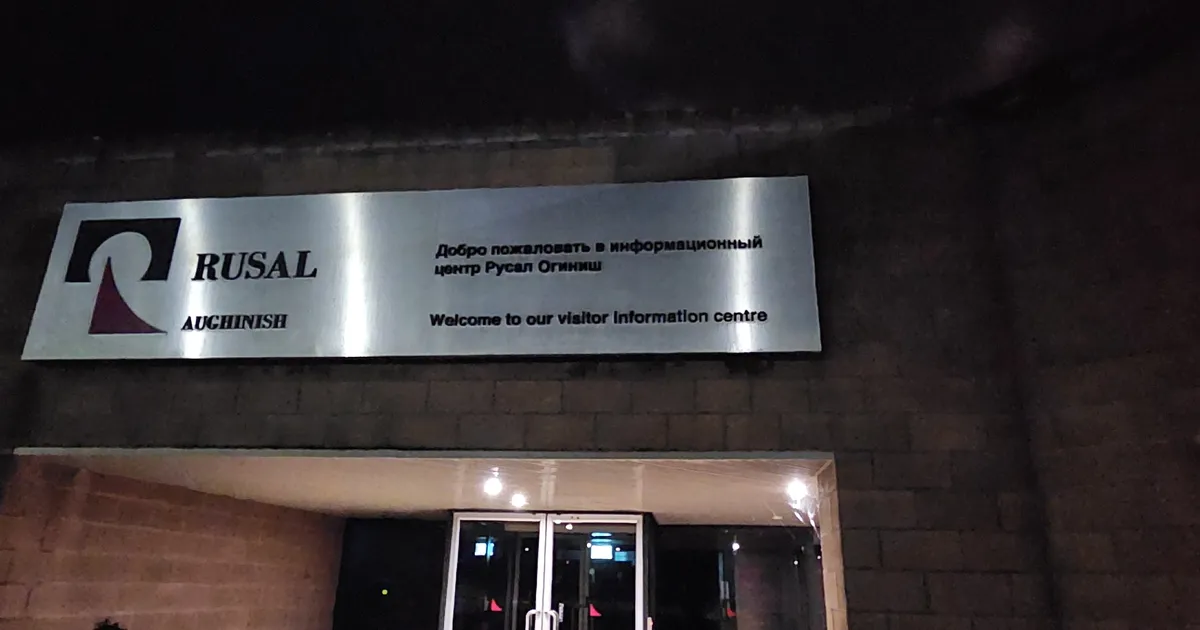 RUSAL
AUGHINISH
Добро пожаловать в информационный
центр Русал Огиниш
Welcome to our visitor information centre